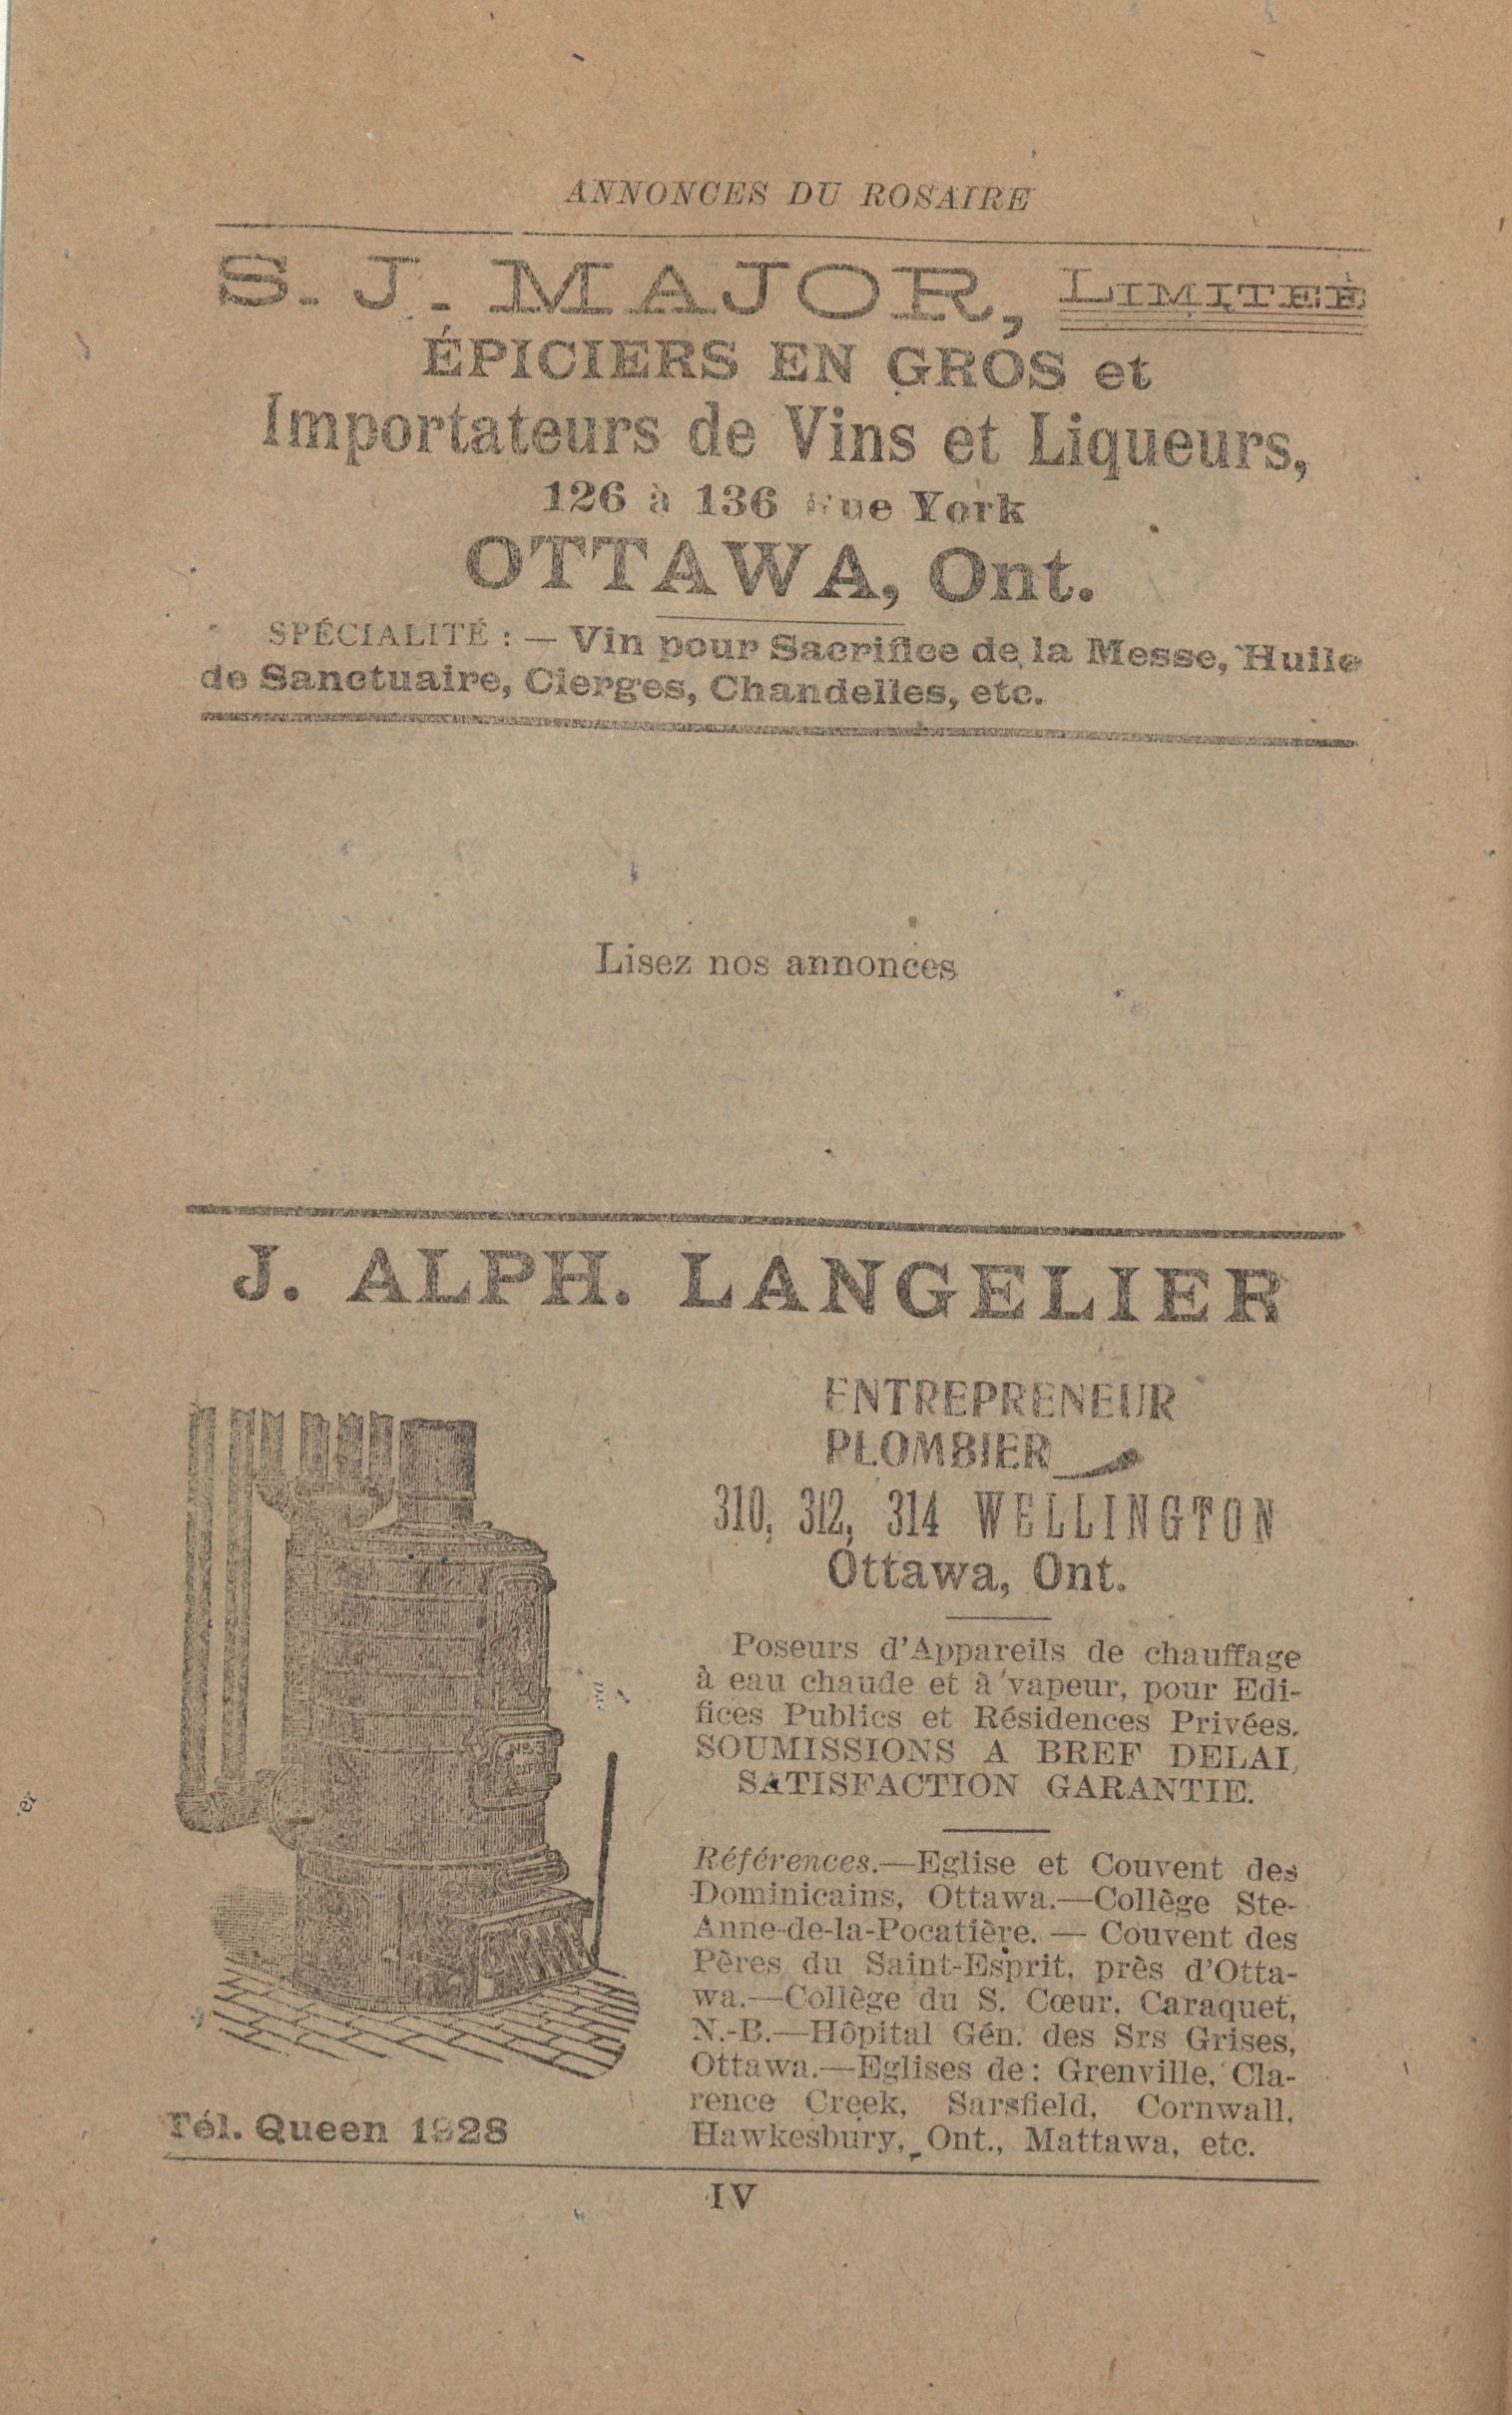 ANNONCES DU ROSAIRE
S. J. MAJOR, LIMITEÈ
ÉPICIERS EN GROS et
Importateurs de Vins et Liqueurs,
126 à 136 Rue York
OTTAWA, Ont.
SPÉCIALITÉ : — Vin pour Sacrifice de la Messe, Huile
de Sanctuaire, Cierges, Chandelles, etc.
Lisez nos annonces
J. ALPH. LANGELIER
ENTREPRENEUR
PLOMBIER
310, 312, 314 WELLINGTON
Ottawa, Ont.
Poseurs d'Appareils de chauffage
à eau chaude et à vapeur, pour Edi-
fices Publics et Résidences Privées.
SOUMISSIONS A BREF DELAI,
SATISFACTION GARANTIE.
Références.—Eglise et Couvent des
Dominicains, Ottawa.—Collège Ste-
Anne-de-la-Pocatière. — Couvent des
Pères du Saint-Esprit, près d'Otta-
wa.—Collège du S. Cœur, Caraquet,
N.-B.—Hôpital Gén. des Srs Grises,
Ottawa.—Eglises de : Grenville, Cla-
rence Creek, Sarsfield, Cornwall,
Hawkesbury, Ont., Mattawa, etc.
No. 3
Tél. Queen 1928
IV